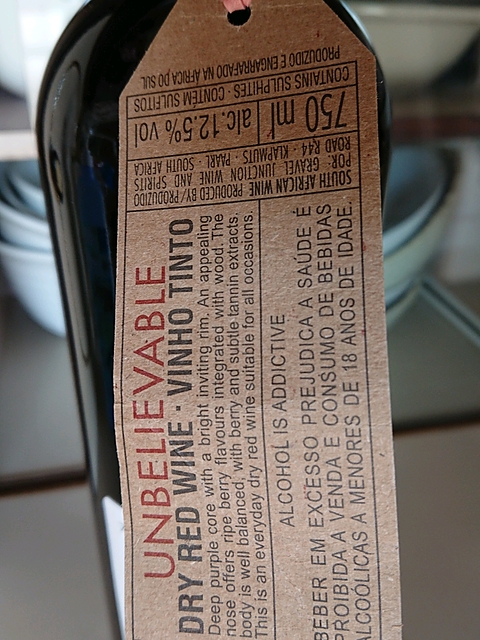 UNBELIEVABLE
DRY RED WINE · VINHO TINTO
Deep purple core with a bright inviting rim. An appealing
nose offers ripe berry flavours integrated with wood. The
body is well balanced, with berry and subtle tannin extracts.
This is an everyday dry red wine suitable for all occasions.
ALCOHOL IS ADDICTIVE
BEBER EM EXCESSO PREJUDICA A SAÚDE É
PROIBIDA A VENDA E CONSUMO DE BEBIDAS
ALCOÓLICAS A MENORES DE 18 ANOS DE IDADE.
SOUTH AFRICAN WINE PRODUCED BY/PRODUZIDO
POR: GRAVEL JUNCTION WINE AND SPIRITS
ROAD R44 · KLAPMUTS · PAARL · SOUTH AFRICA
750 ml
alc.12.5% vol
CONTAINS SULPHITES · CONTÉM SULFITOS
PRODUZIDO E ENGARRAFADO NA ÁFRICA DO SUL